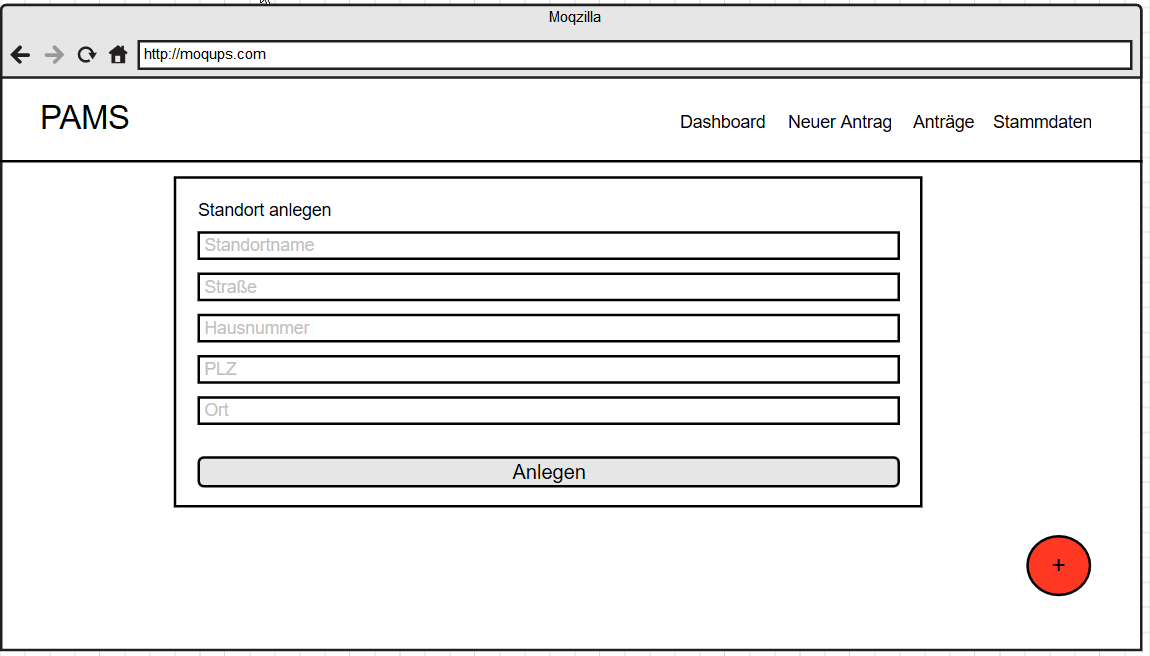 Moqzilla
http://moqups.com
PAMS
Dashboard Neuer Antrag Anträge Stammdaten
Standort anlegen
Standortname
Straße
Hausnummer
PLZ
Ort
Anlegen
+